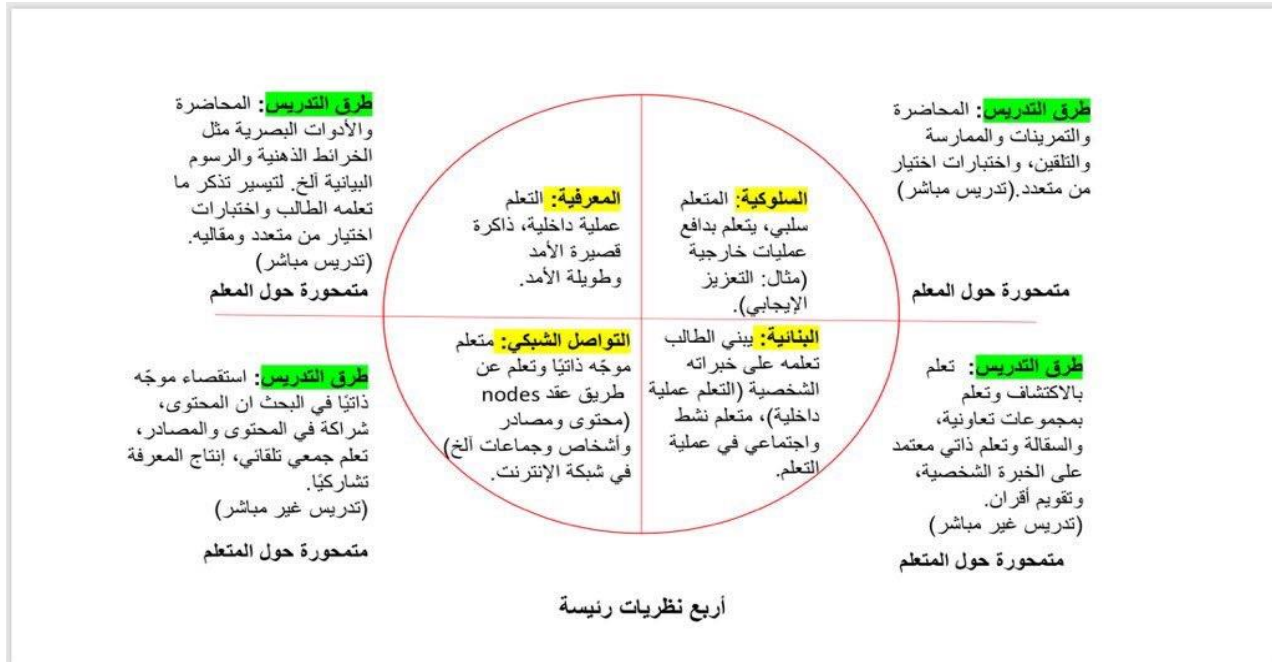 طرق التدريس: المحاضرة
والتمرينات والممارسة
والتلقين، واختبارات اختيار
من متعدد.(تدريس مباشر)
متمحورة حول المعلم
السلوكية: المتعلم
سلبي، يتعلم بدافع
عمليات خارجية
(مثال: التعزيز
الإيجابي).
المعرفية: التعلم
عملية داخلية، ذاكرة
قصيرة الأمد
وطويلة الأمد.
طرق التدريس: المحاضرة
والأدوات البصرية مثل
الخرائط الذهنية والرسوم
البيانية آلخ. لتيسير تذكر ما
تعلمه الطالب واختبارات
اختيار من متعدد ومقاليه.
(تدريس مباشر)
متمحورة حول المعلم
طرق التدريس: تعلم
بالاكتشاف وتعلم
بمجموعات تعاونية،
والسقالة وتعلم ذاتي معتمد
على الخبرة الشخصية،
وتقويم أقران.
(تدريس غير مباشر)
متمحورة حول المتعلم
البنائية: يبني الطالب
تعلمه على خبراته
الشخصية (التعلم عملية
داخلية)، متعلم نشط
واجتماعي في عملية
التعلم.
التواصل الشبكي: متعلم
موجّه ذاتيًا وتعلم عن
طريق عقد nodes
(محتوى ومصادر
وأشخاص وجماعات آلخ)
في شبكة الإنترنت.
طرق التدريس: استقصاء موجّه
ذاتيًا في البحث ان المحتوى،
شراكة في المحتوى والمصادر،
تعلم جمعي تلقائي، إنتاج المعرفة
تشاركيًا.
(تدريس غير مباشر)
متمحورة حول المتعلم
أربع نظريات رئيسة